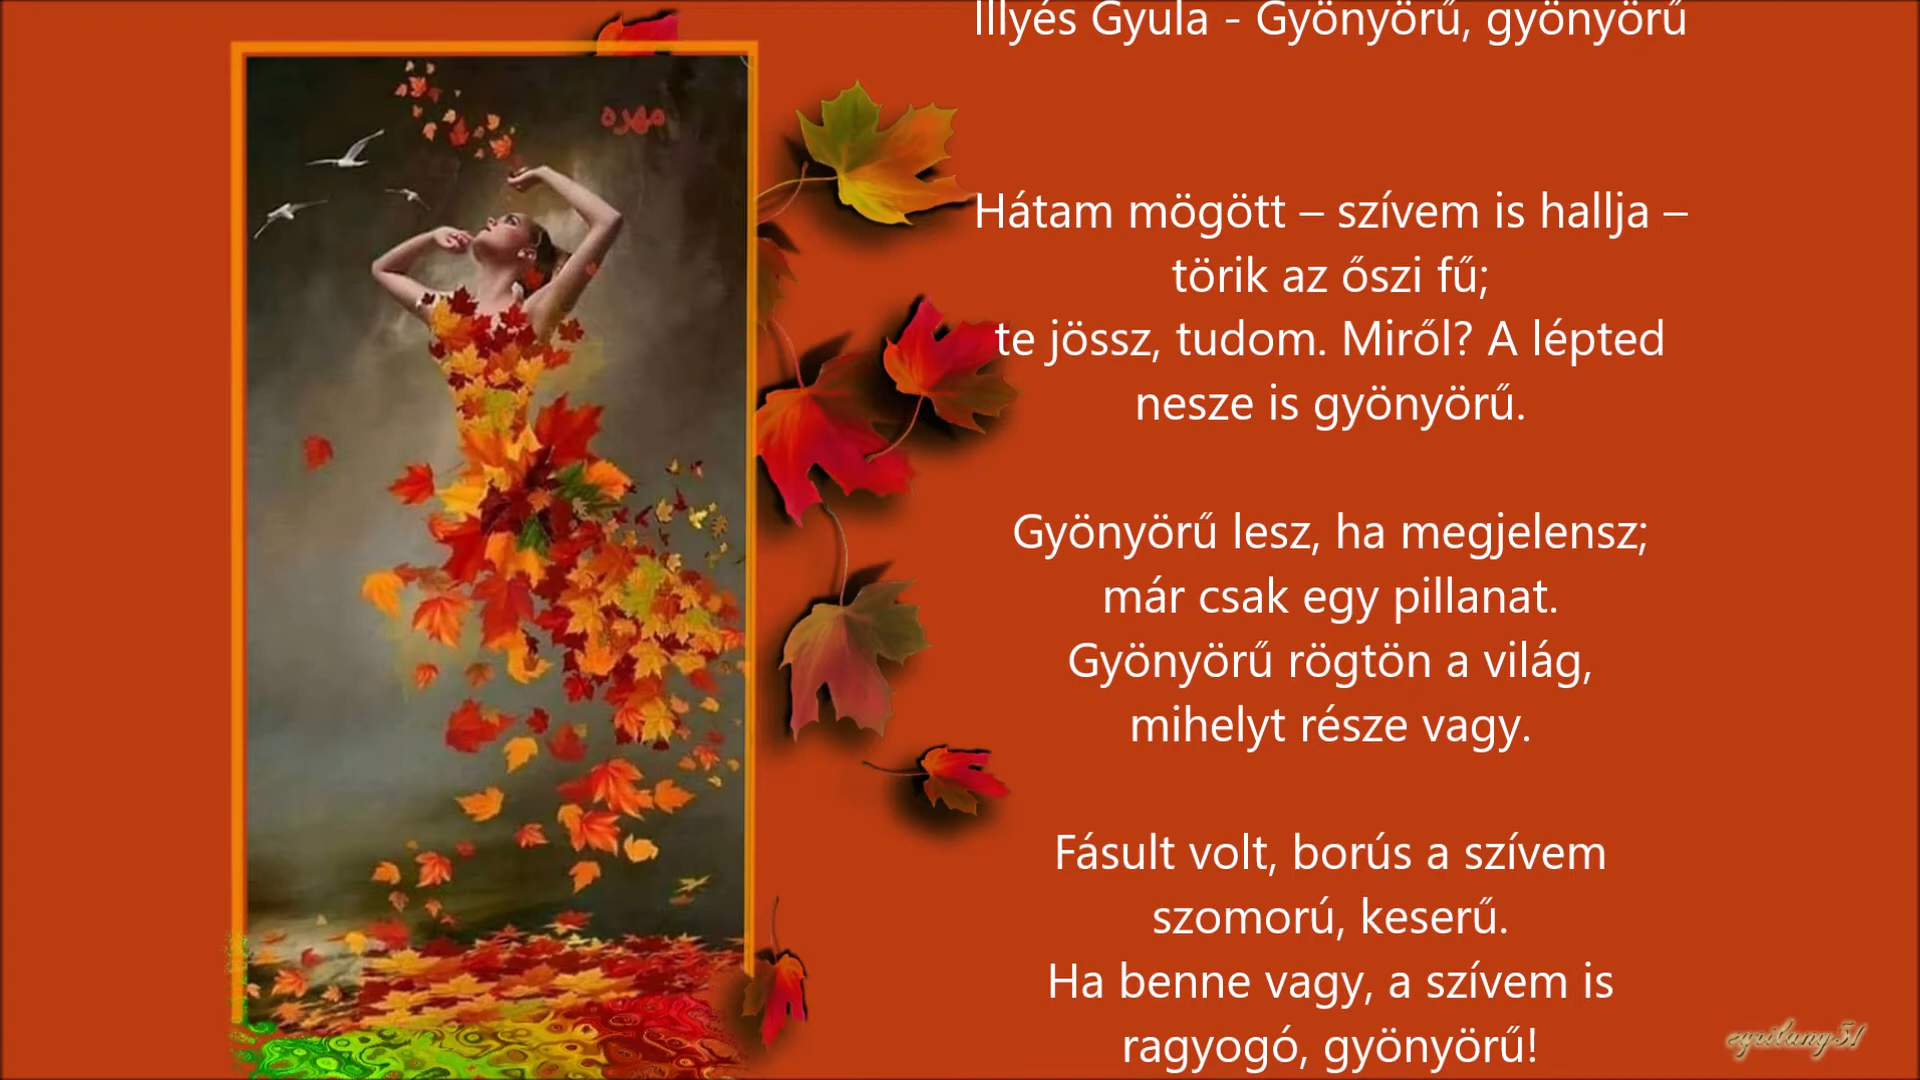 Illyés Gyula - Gyönyörű, gyönyörű
مهره
Hátam mögött – szívem is hallja –
törik az őszi fű;
te jössz, tudom. Miről? A lépted
nesze is gyönyörű.
Gyönyörű lesz, ha megjelensz;
már csak egy pillanat.
Gyönyörű rögtön a világ,
mihelyt része vagy.
Fásult volt, borús a szívem
szomorú, keserű.
Ha benne vagy, a szívem is
ragyogó, gyönyörű!
egrilany51